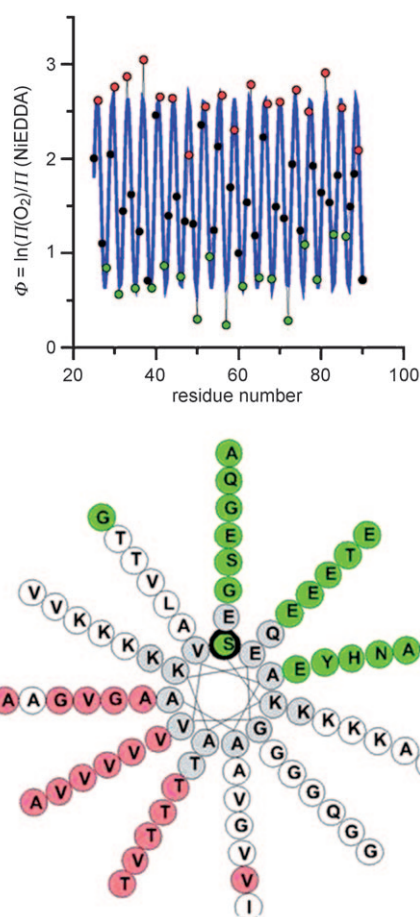 Φ = ln(Π(O₂)/Π (NiEDDA)
3
2
1
0
20 40 60 80 100
residue number
A Q G E S G E S
E T E E E Q E
A E Y H N A
K K K K K A
G G G G Q G G
A A V G V V I
A T T T T V T
V V V V V V A
A A G V G A A
V V K K K K K
G T T V L A V